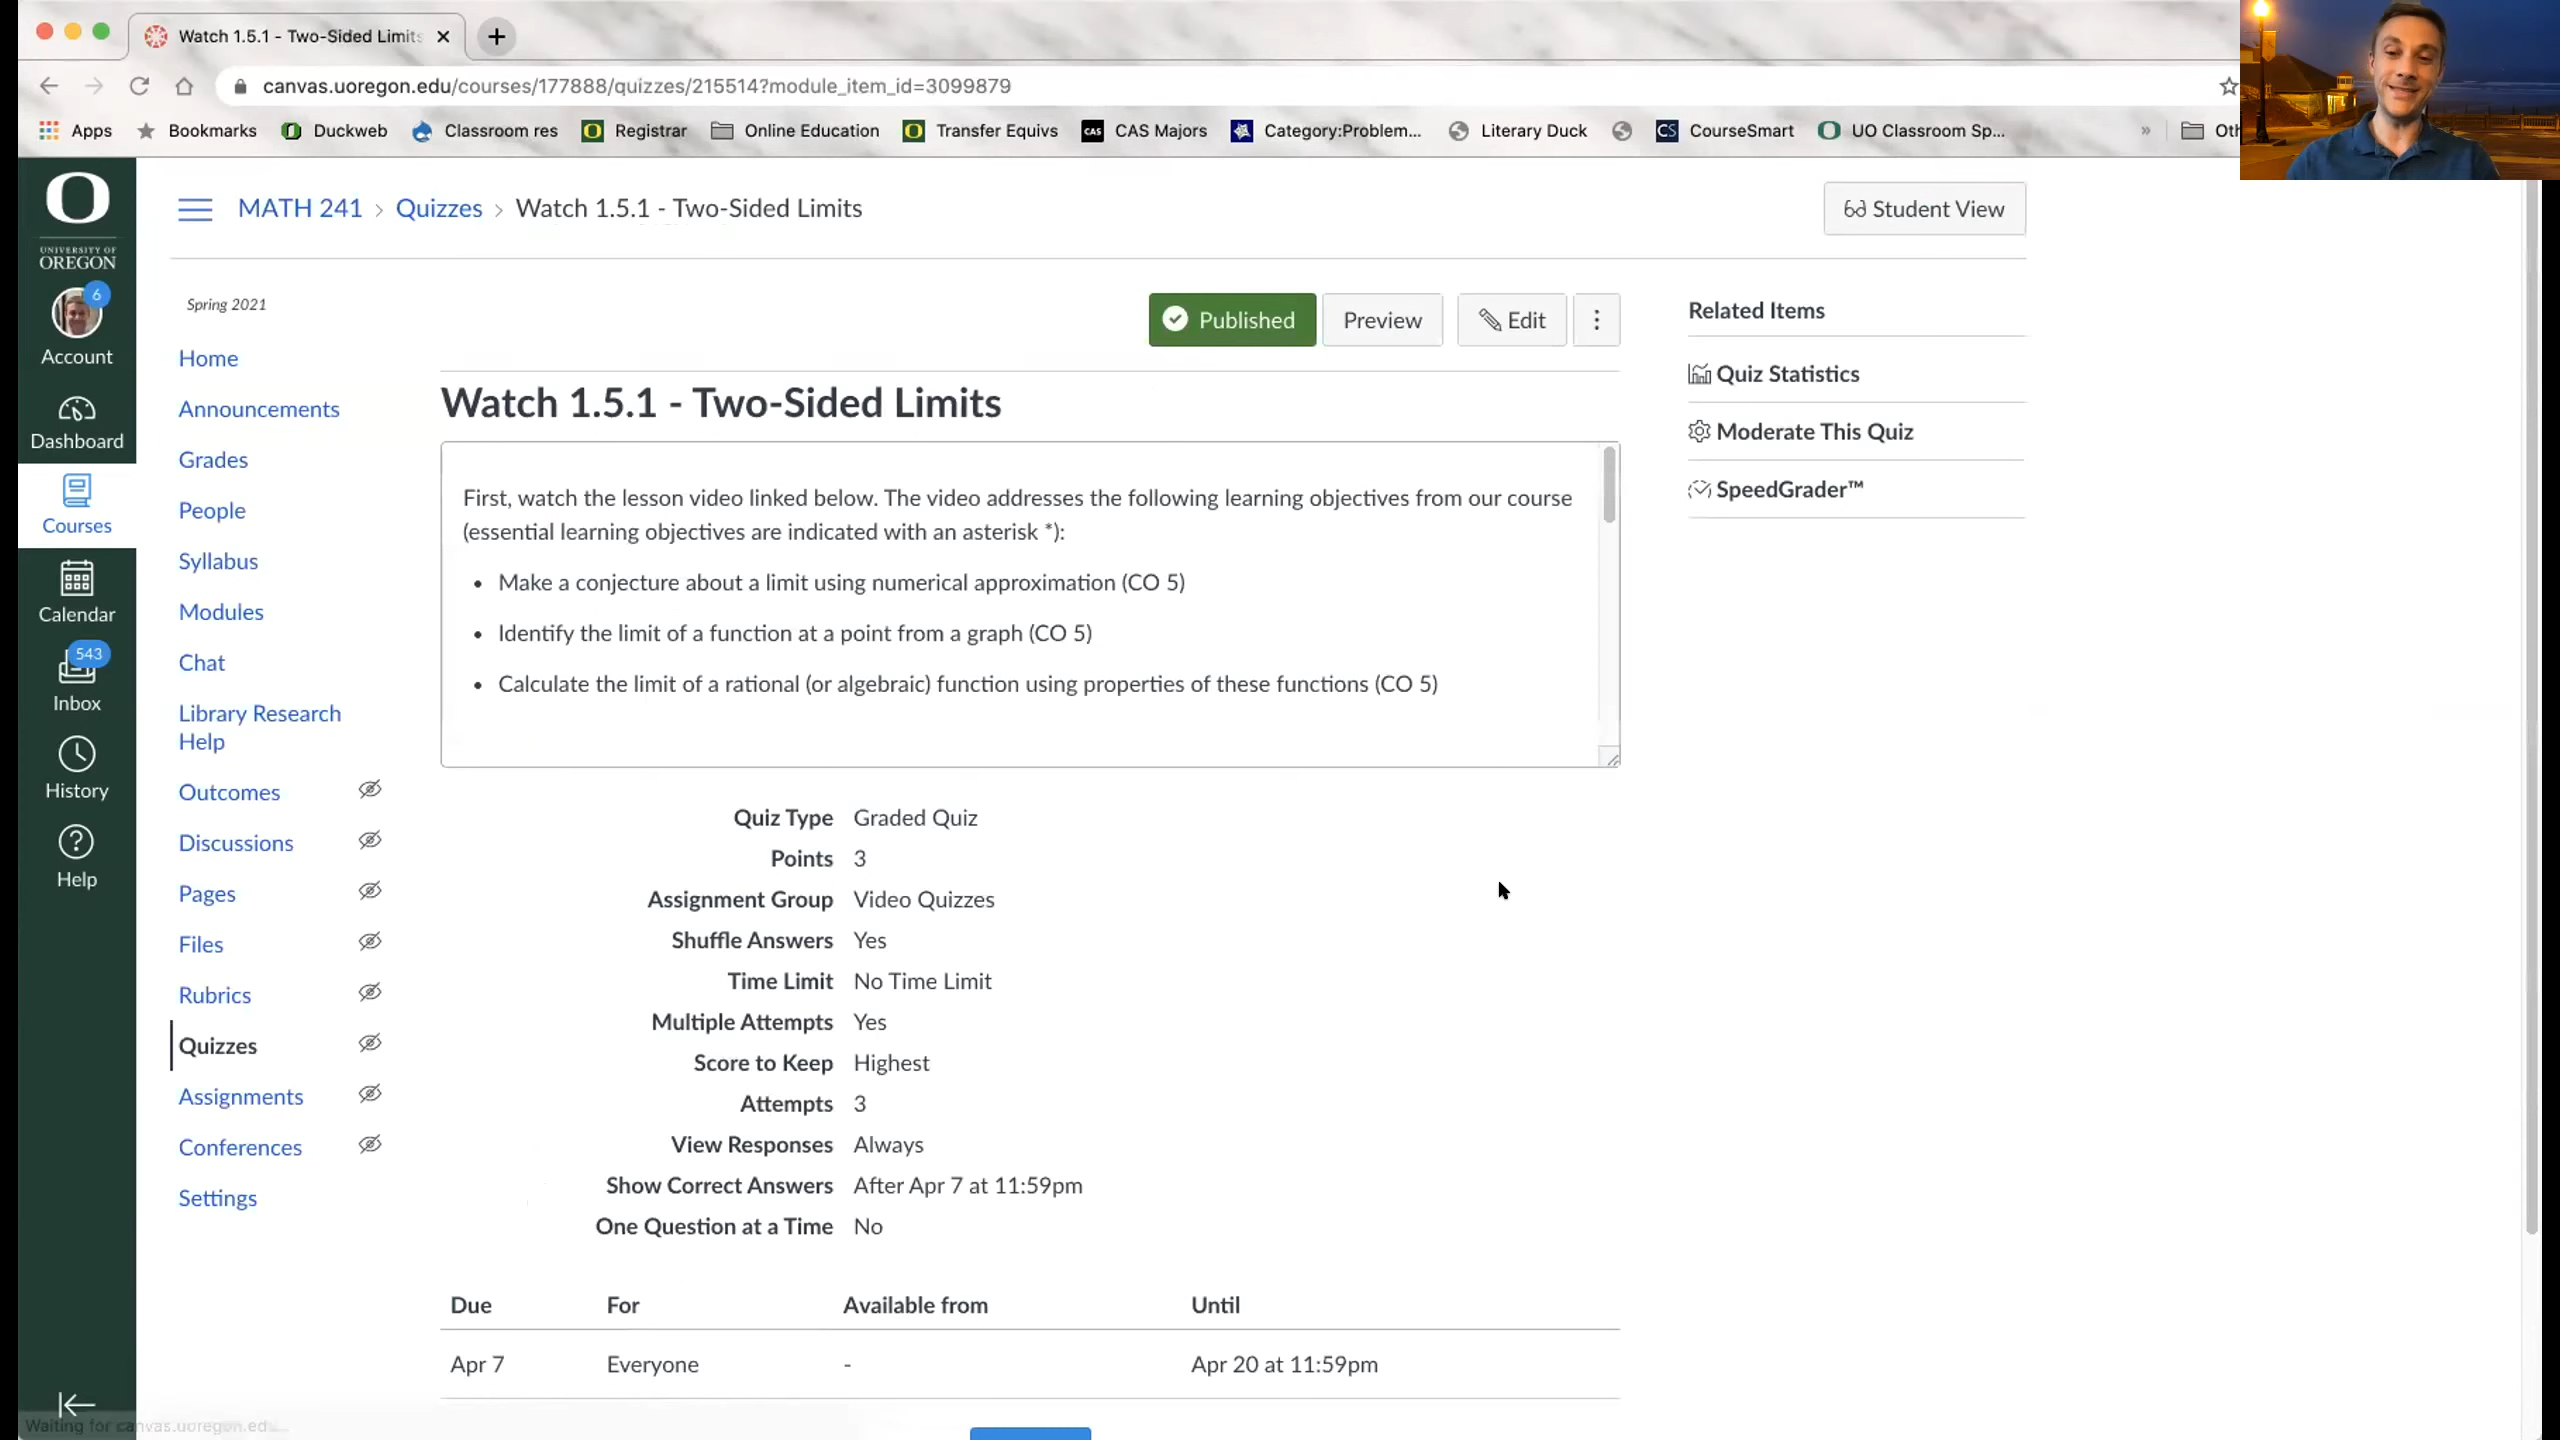 Watch 1.5.1 - Two-Sided Limits
canvas.uoregon.edu/courses/177888/quizzes/215514?module_item_id=3099879
Apps
Bookmarks
Duckweb
Classroom res
Registrar
Online Education
Transfer Equivs
CAS
CAS Majors
Category:Problem...
Literary Duck
CS
CourseSmart
UO Classroom Sp...
»
MATH 241 > Quizzes > Watch 1.5.1 - Two-Sided Limits
Student View
UNIVERSITY OF
OREGON
6
Account
Dashboard
Courses
Calendar
543
Inbox
History
Help
Spring 2021
Home
Announcements
Grades
People
Syllabus
Modules
Chat
Library Research
Help
Outcomes
Discussions
Pages
Files
Rubrics
Quizzes
Assignments
Conferences
Settings
Published
Preview
Edit
Watch 1.5.1 - Two-Sided Limits
First, watch the lesson video linked below. The video addresses the following learning objectives from our course
(essential learning objectives are indicated with an asterisk *):
• Make a conjecture about a limit using numerical approximation (CO 5)
• Identify the limit of a function at a point from a graph (CO 5)
• Calculate the limit of a rational (or algebraic) function using properties of these functions (CO 5)
Quiz Type Graded Quiz
Points 3
Assignment Group Video Quizzes
Shuffle Answers Yes
Time Limit No Time Limit
Multiple Attempts Yes
Score to Keep Highest
Attempts 3
View Responses Always
Show Correct Answers After Apr 7 at 11:59pm
One Question at a Time No
Due For Available from Until
Apr 7 Everyone - Apr 20 at 11:59pm
Related Items
Quiz Statistics
Moderate This Quiz
SpeedGrader™
Waiting for canvas.uoregon.edu...